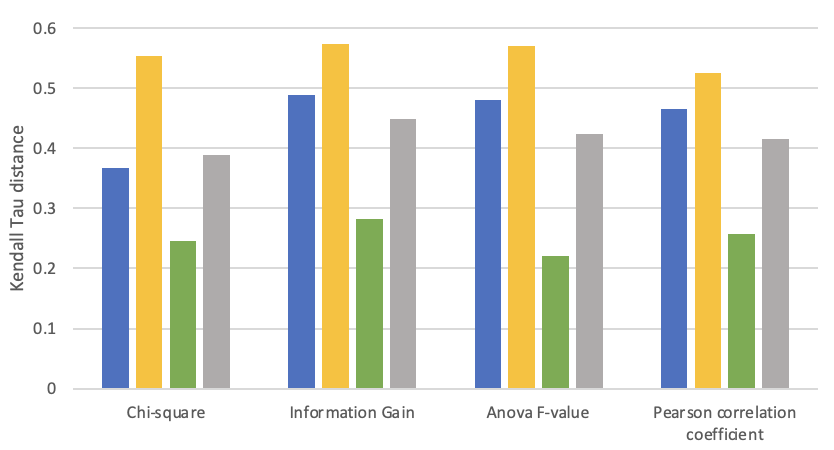 Kendall Tau distance
0.6
0.5
0.4
0.3
0.2
0.1
0
Chi-square
Information Gain
Anova F-value
Pearson correlation
coefficient